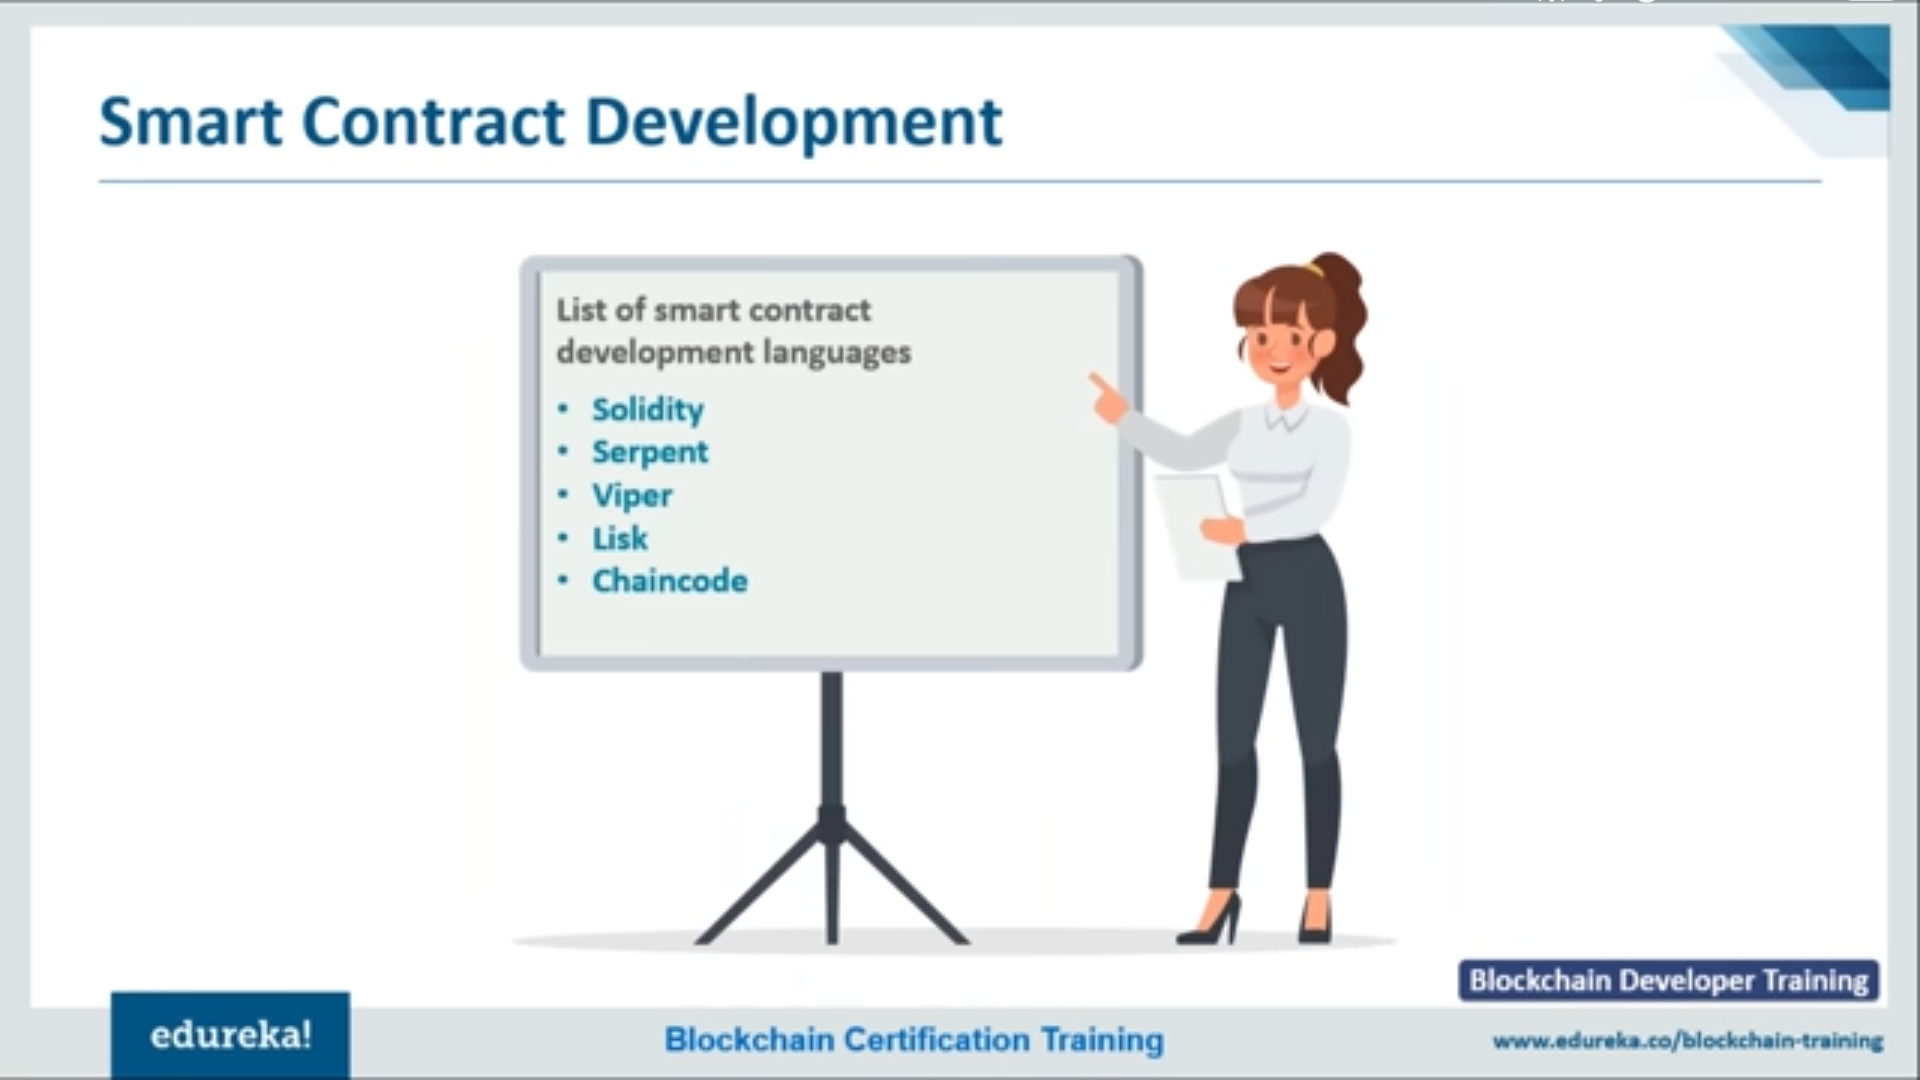 Smart Contract Development
List of smart contract
development languages
• Solidity
• Serpent
• Viper
• Lisk
• Chaincode
Blockchain Developer Training
edureka!
Blockchain Certification Training
www.edureka.co/blockchain-training